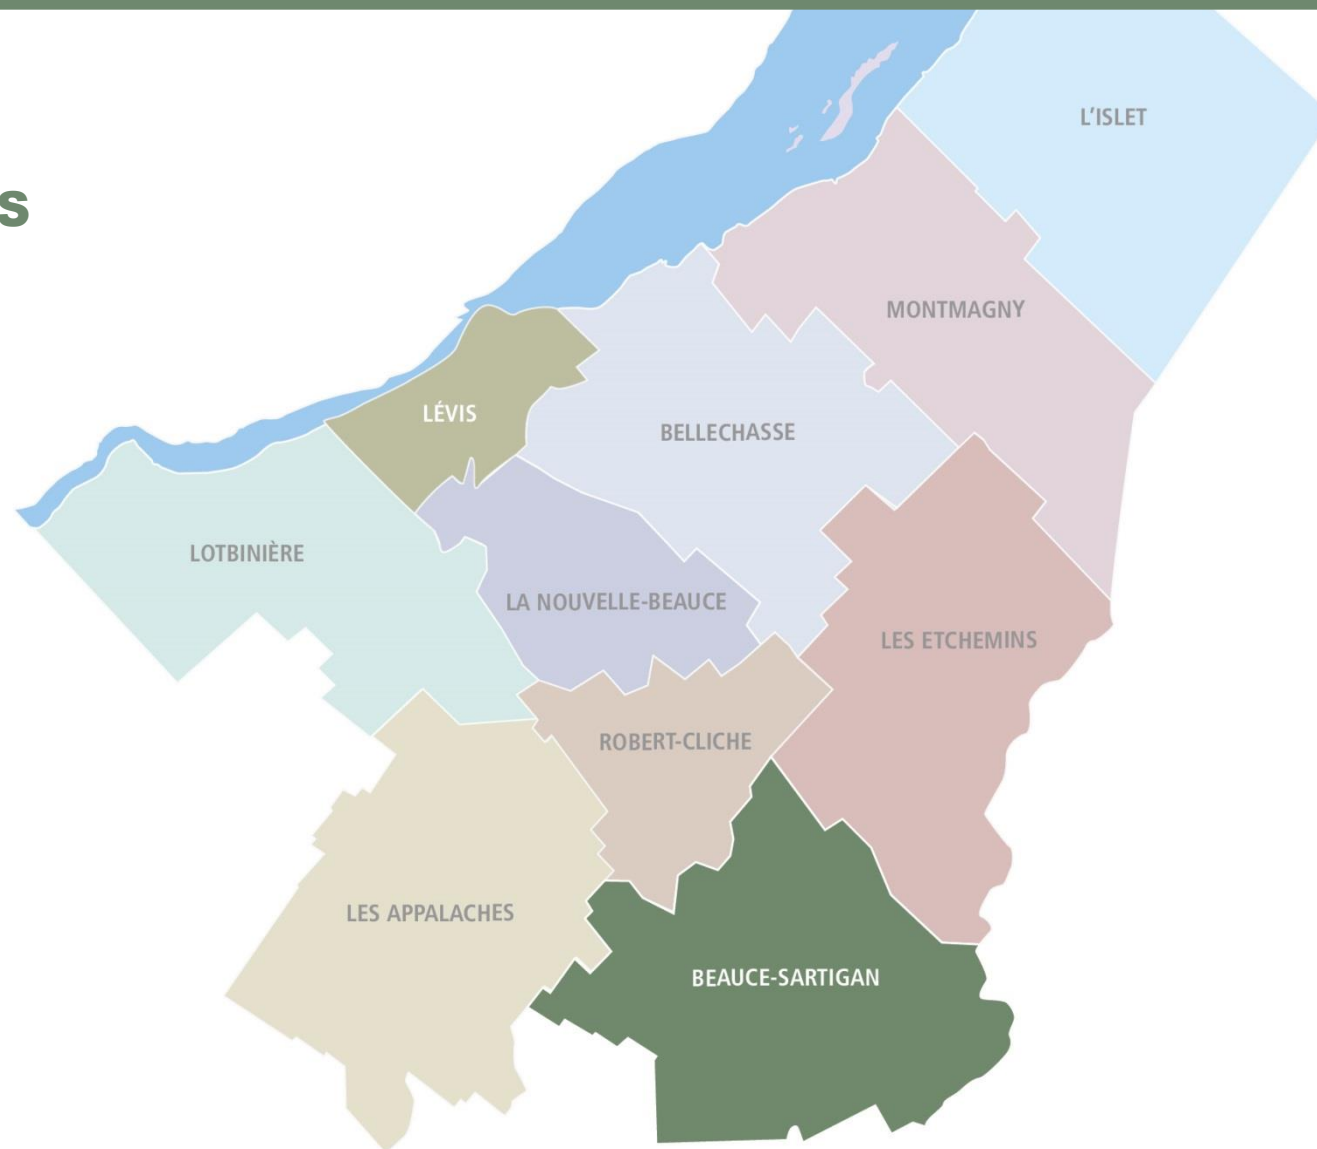 L'ISLET
s
MONTMAGNY
LÉVIS
BELLECHASSE
LOTBINIÈRE
LA NOUVELLE-BEAUCE
LES ETCHEMINS
ROBERT-CLICHE
LES APPALACHES
BEAUCE-SARTIGAN